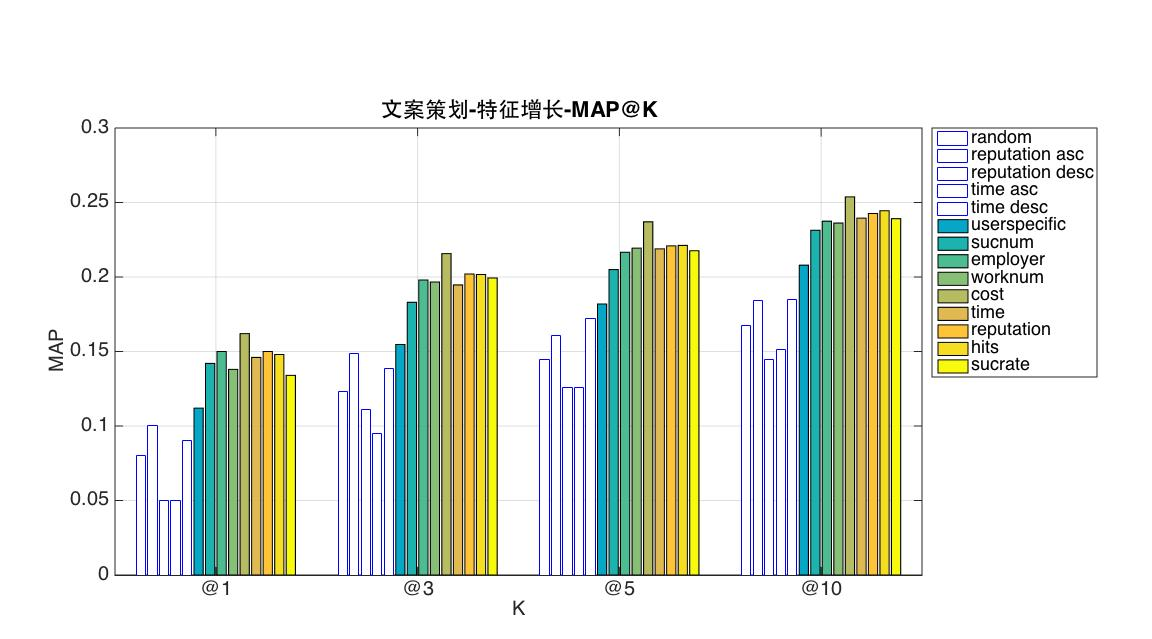 文案策划-特征增长-MAP@K
0.3
0.25
0.2
0.15
0.1
0.05
0
MAP
@1
@3
@5
@10
K
random
reputation asc
reputation desc
time asc
time desc
userspecific
sucnum
employer
worknum
cost
time
reputation
hits
sucrate